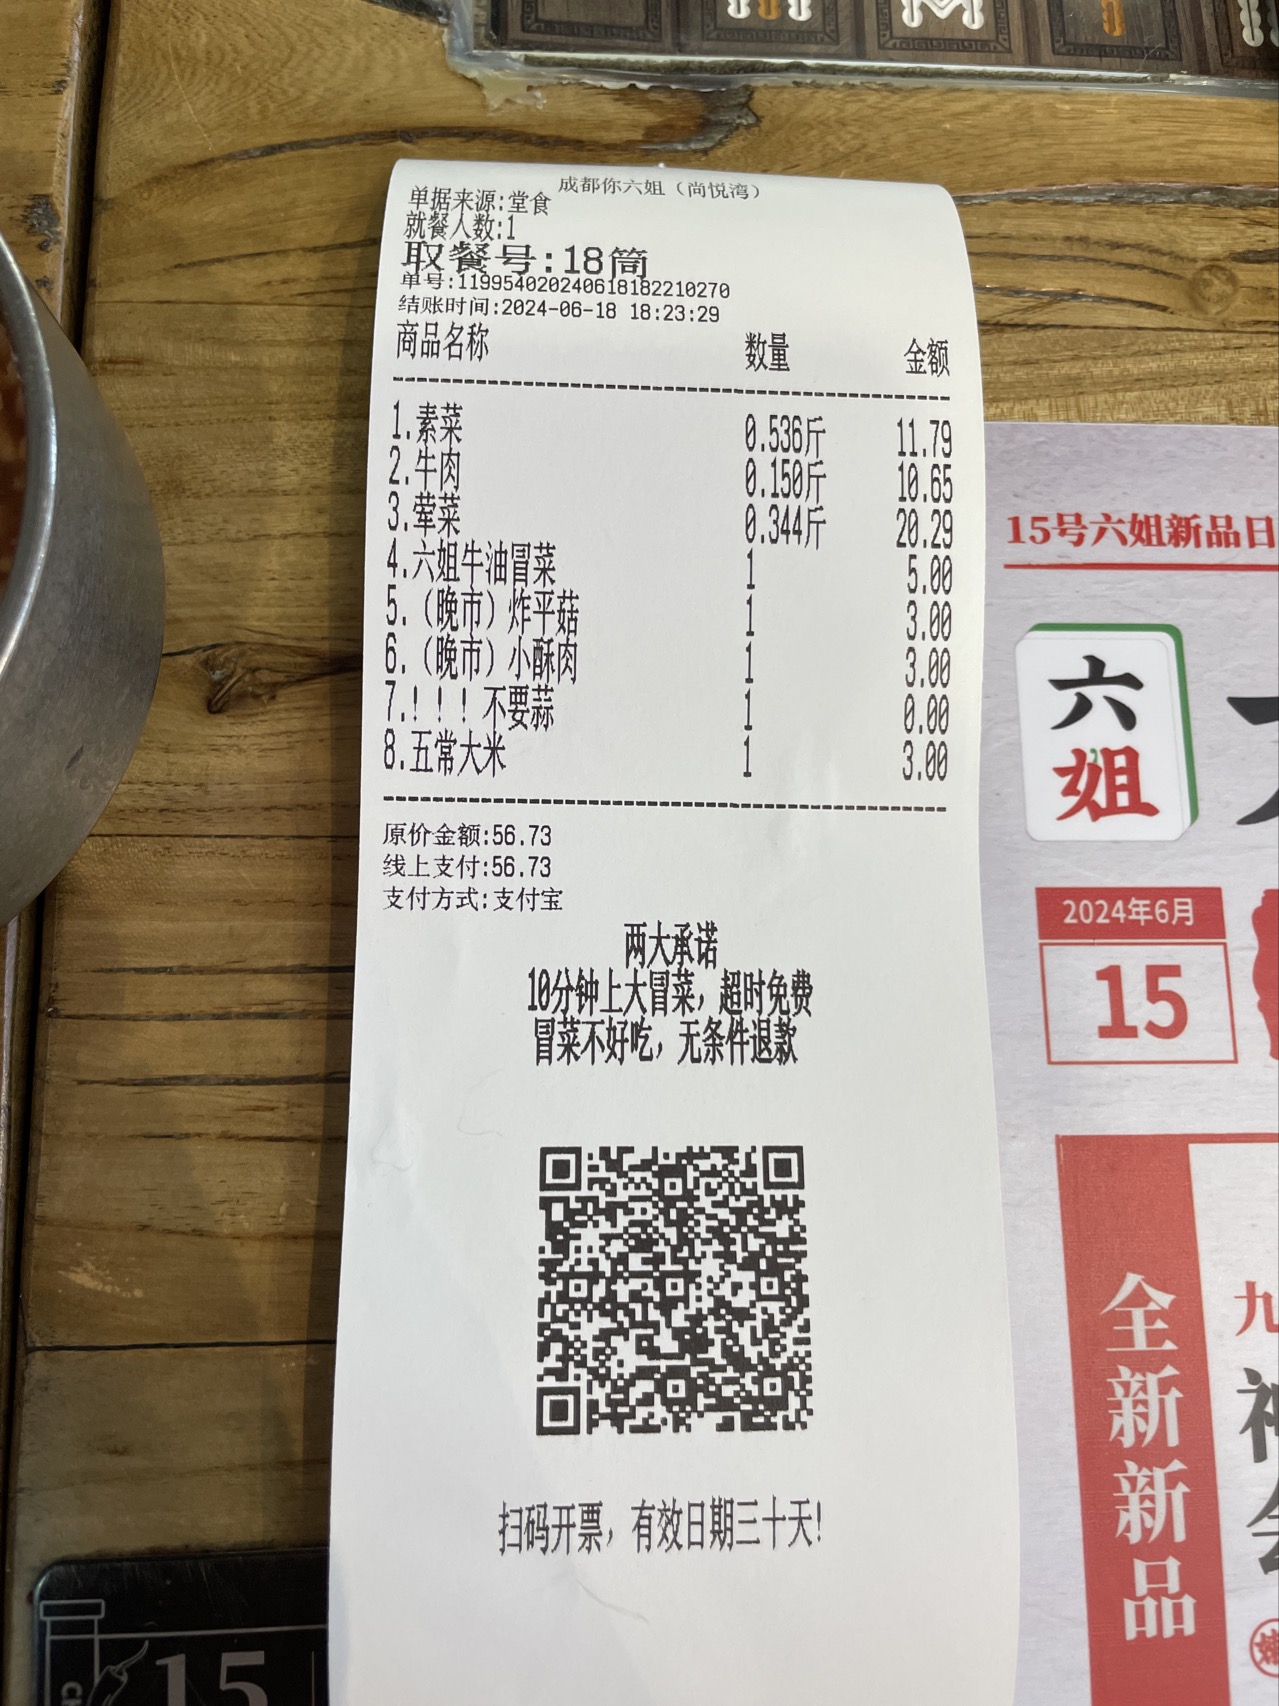 成都你六姐（尚悦湾）
单据来源:堂食
就餐人数:1
取餐号:18筒
单号:119954020240618182210270
结账时间:2024-06-18 18:23:29
商品名称 数量 金额
1.素菜 0.536斤 11.79
2.牛肉 0.150斤 10.65
3.荤菜 0.344斤 20.29
4.六姐牛油冒菜 1 5.00
5.（晚市）炸平菇 1 3.00
6.（晚市）小酥肉 1 3.00
7.！！！不要蒜 1 0.00
8.五常大米 1 3.00
原价金额:56.73
线上支付:56.73
支付方式:支付宝
两大承诺
10分钟上大冒菜，超时免费
冒菜不好吃，无条件退款
扫码开票，有效日期三十天!
15号六姐新品日
六
姐
2024年6月
15
全新新品
九
15